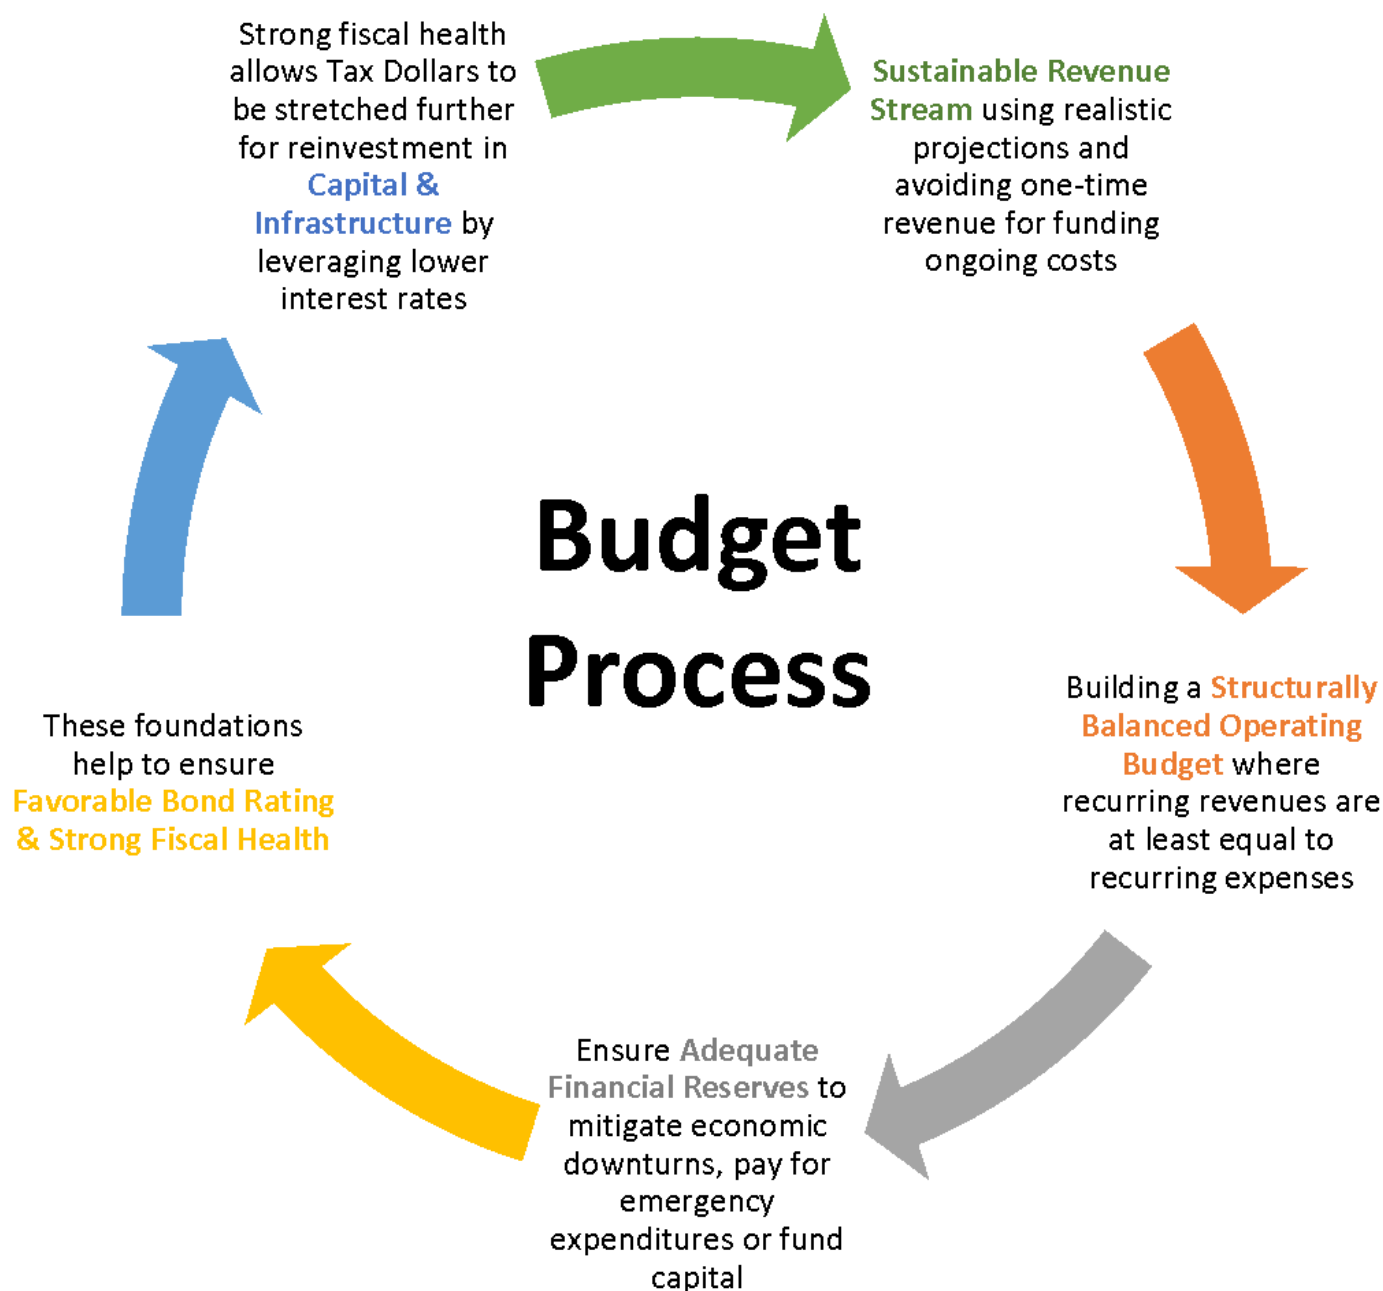 Strong fiscal health
allows Tax Dollars to
be stretched further
for reinvestment in
Capital &
Infrastructure by
leveraging lower
interest rates
Sustainable Revenue
Stream using realistic
projections and
avoiding one-time
revenue for funding
ongoing costs
Budget
Process
Building a Structurally
Balanced Operating
Budget where
recurring revenues are
at least equal to
recurring expenses
Ensure Adequate
Financial Reserves to
mitigate economic
downturns, pay for
emergency
expenditures or fund
capital
These foundations
help to ensure
Favorable Bond Rating
& Strong Fiscal Health